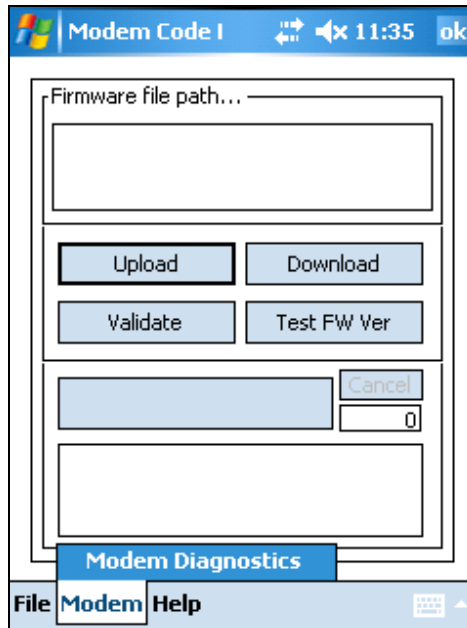 Modem Code I 11:35 ok
Firmware file path...
Upload Download
Validate Test FW Ver
Cancel
0
Modem Diagnostics
File Modem Help